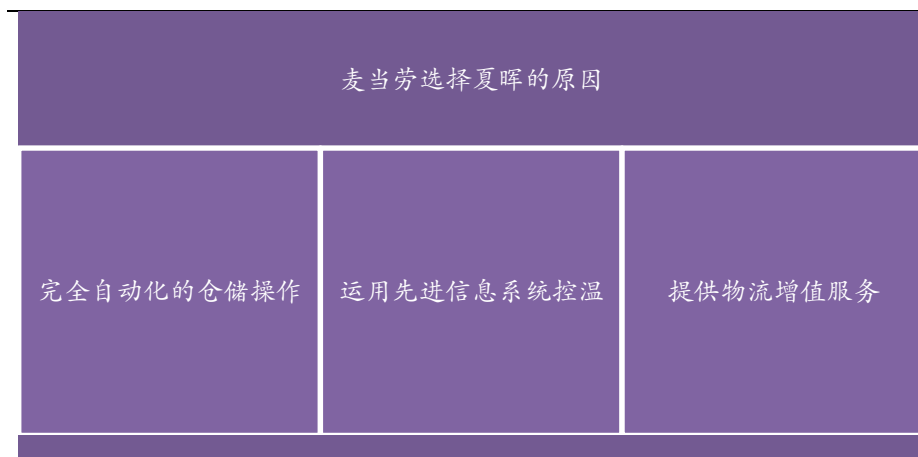 麦当劳选择夏晖的原因
完全自动化的仓储操作
运用先进信息系统控温
提供物流增值服务